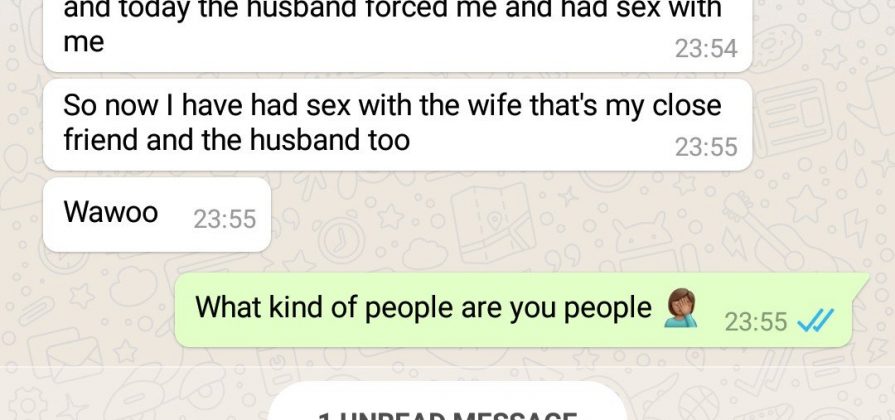 and today the husband forced me and had sex with
me
23:54
So now I have had sex with the wife that's my close
friend and the husband too
23:55
Wawoo 23:55
What kind of people are you people 🤦🏾‍♀️ 23:55
1 UNREAD MESSAGE